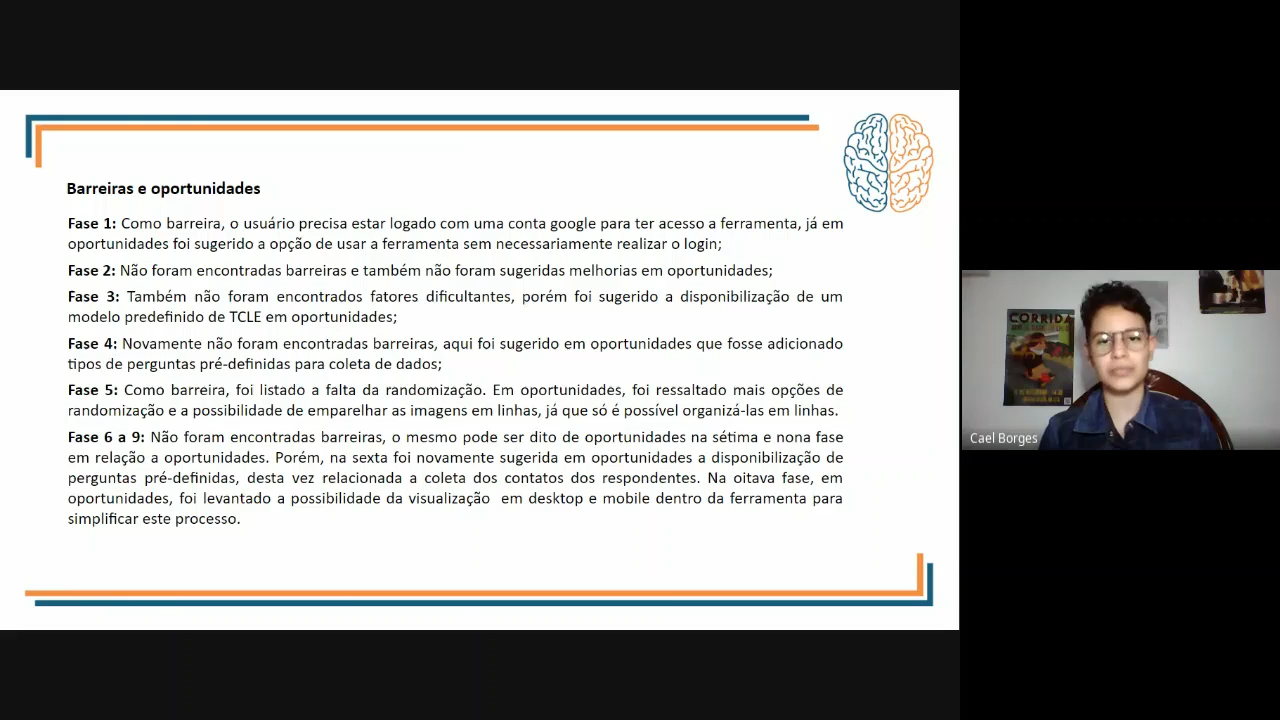 Barreiras e oportunidades
Fase 1: Como barreira, o usuário precisa estar logado com uma conta google para ter acesso a ferramenta, já em
oportunidades foi sugerido a opção de usar a ferramenta sem necessariamente realizar o login;
Fase 2: Não foram encontradas barreiras e também não foram sugeridas melhorias em oportunidades;
Fase 3: Também não foram encontrados fatores dificultantes, porém foi sugerido a disponibilização de um
modelo predefinido de TCLE em oportunidades;
Fase 4: Novamente não foram encontradas barreiras, aqui foi sugerido em oportunidades que fosse adicionado
tipos de perguntas pré-definidas para coleta de dados;
Fase 5: Como barreira, foi listado a falta da randomização. Em oportunidades, foi ressaltado mais opções de
randomização e a possibilidade de emparelhar as imagens em linhas, já que só é possível organizá-las em linhas.
Fase 6 a 9: Não foram encontradas barreiras, o mesmo pode ser dito de oportunidades na sétima e nona fase
em relação a oportunidades. Porém, na sexta foi novamente sugerida em oportunidades a disponibilização de
perguntas pré-definidas, desta vez relacionada a coleta dos contatos dos respondentes. Na oitava fase, em
oportunidades, foi levantado a possibilidade da visualização em desktop e mobile dentro da ferramenta para
simplificar este processo.
CORRIDA
Cael Borges